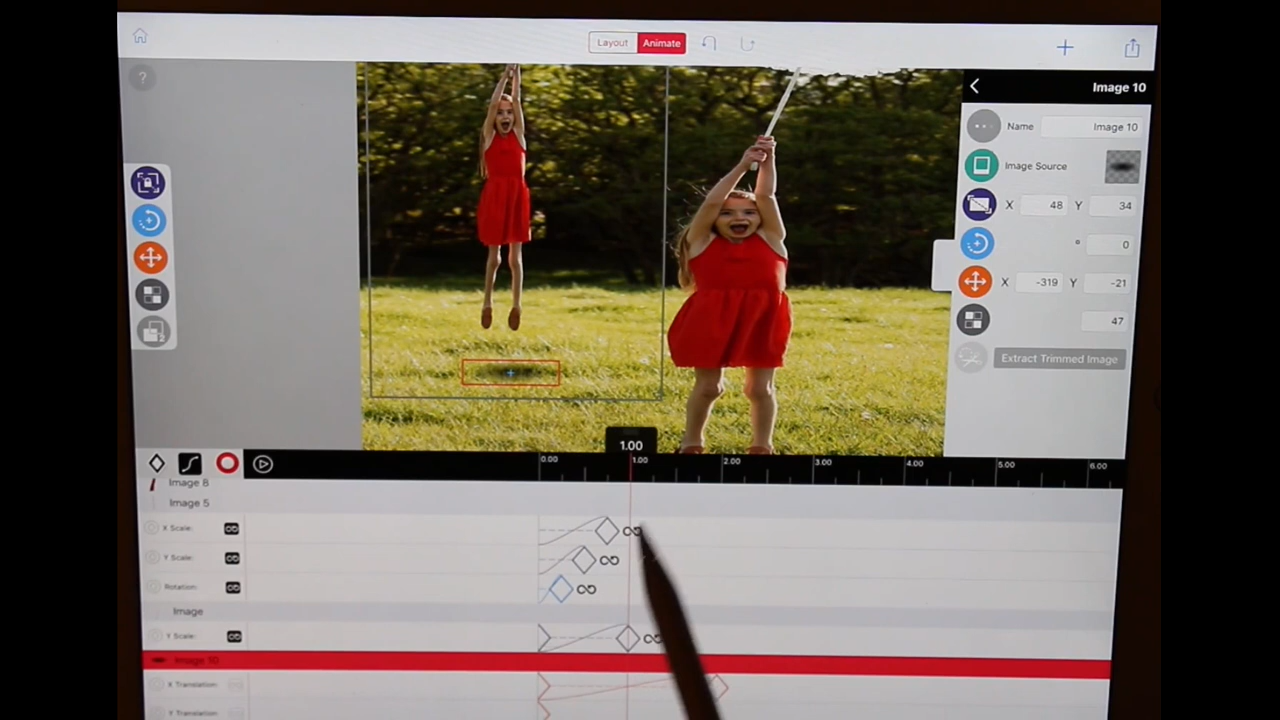 Layout Animate
?
Image 10
Name Image 10
Image Source
X 48 Y 34
° 0
X -319 Y -21
47
Extract Trimmed Image
1.00
0.00 1.00 2.00 3.00 4.00 5.00 6.00
Image 8
Image 5
X Scale:
Y Scale:
Rotation:
Image
Y Scale:
Image 10
X Translation:
Y Translation: